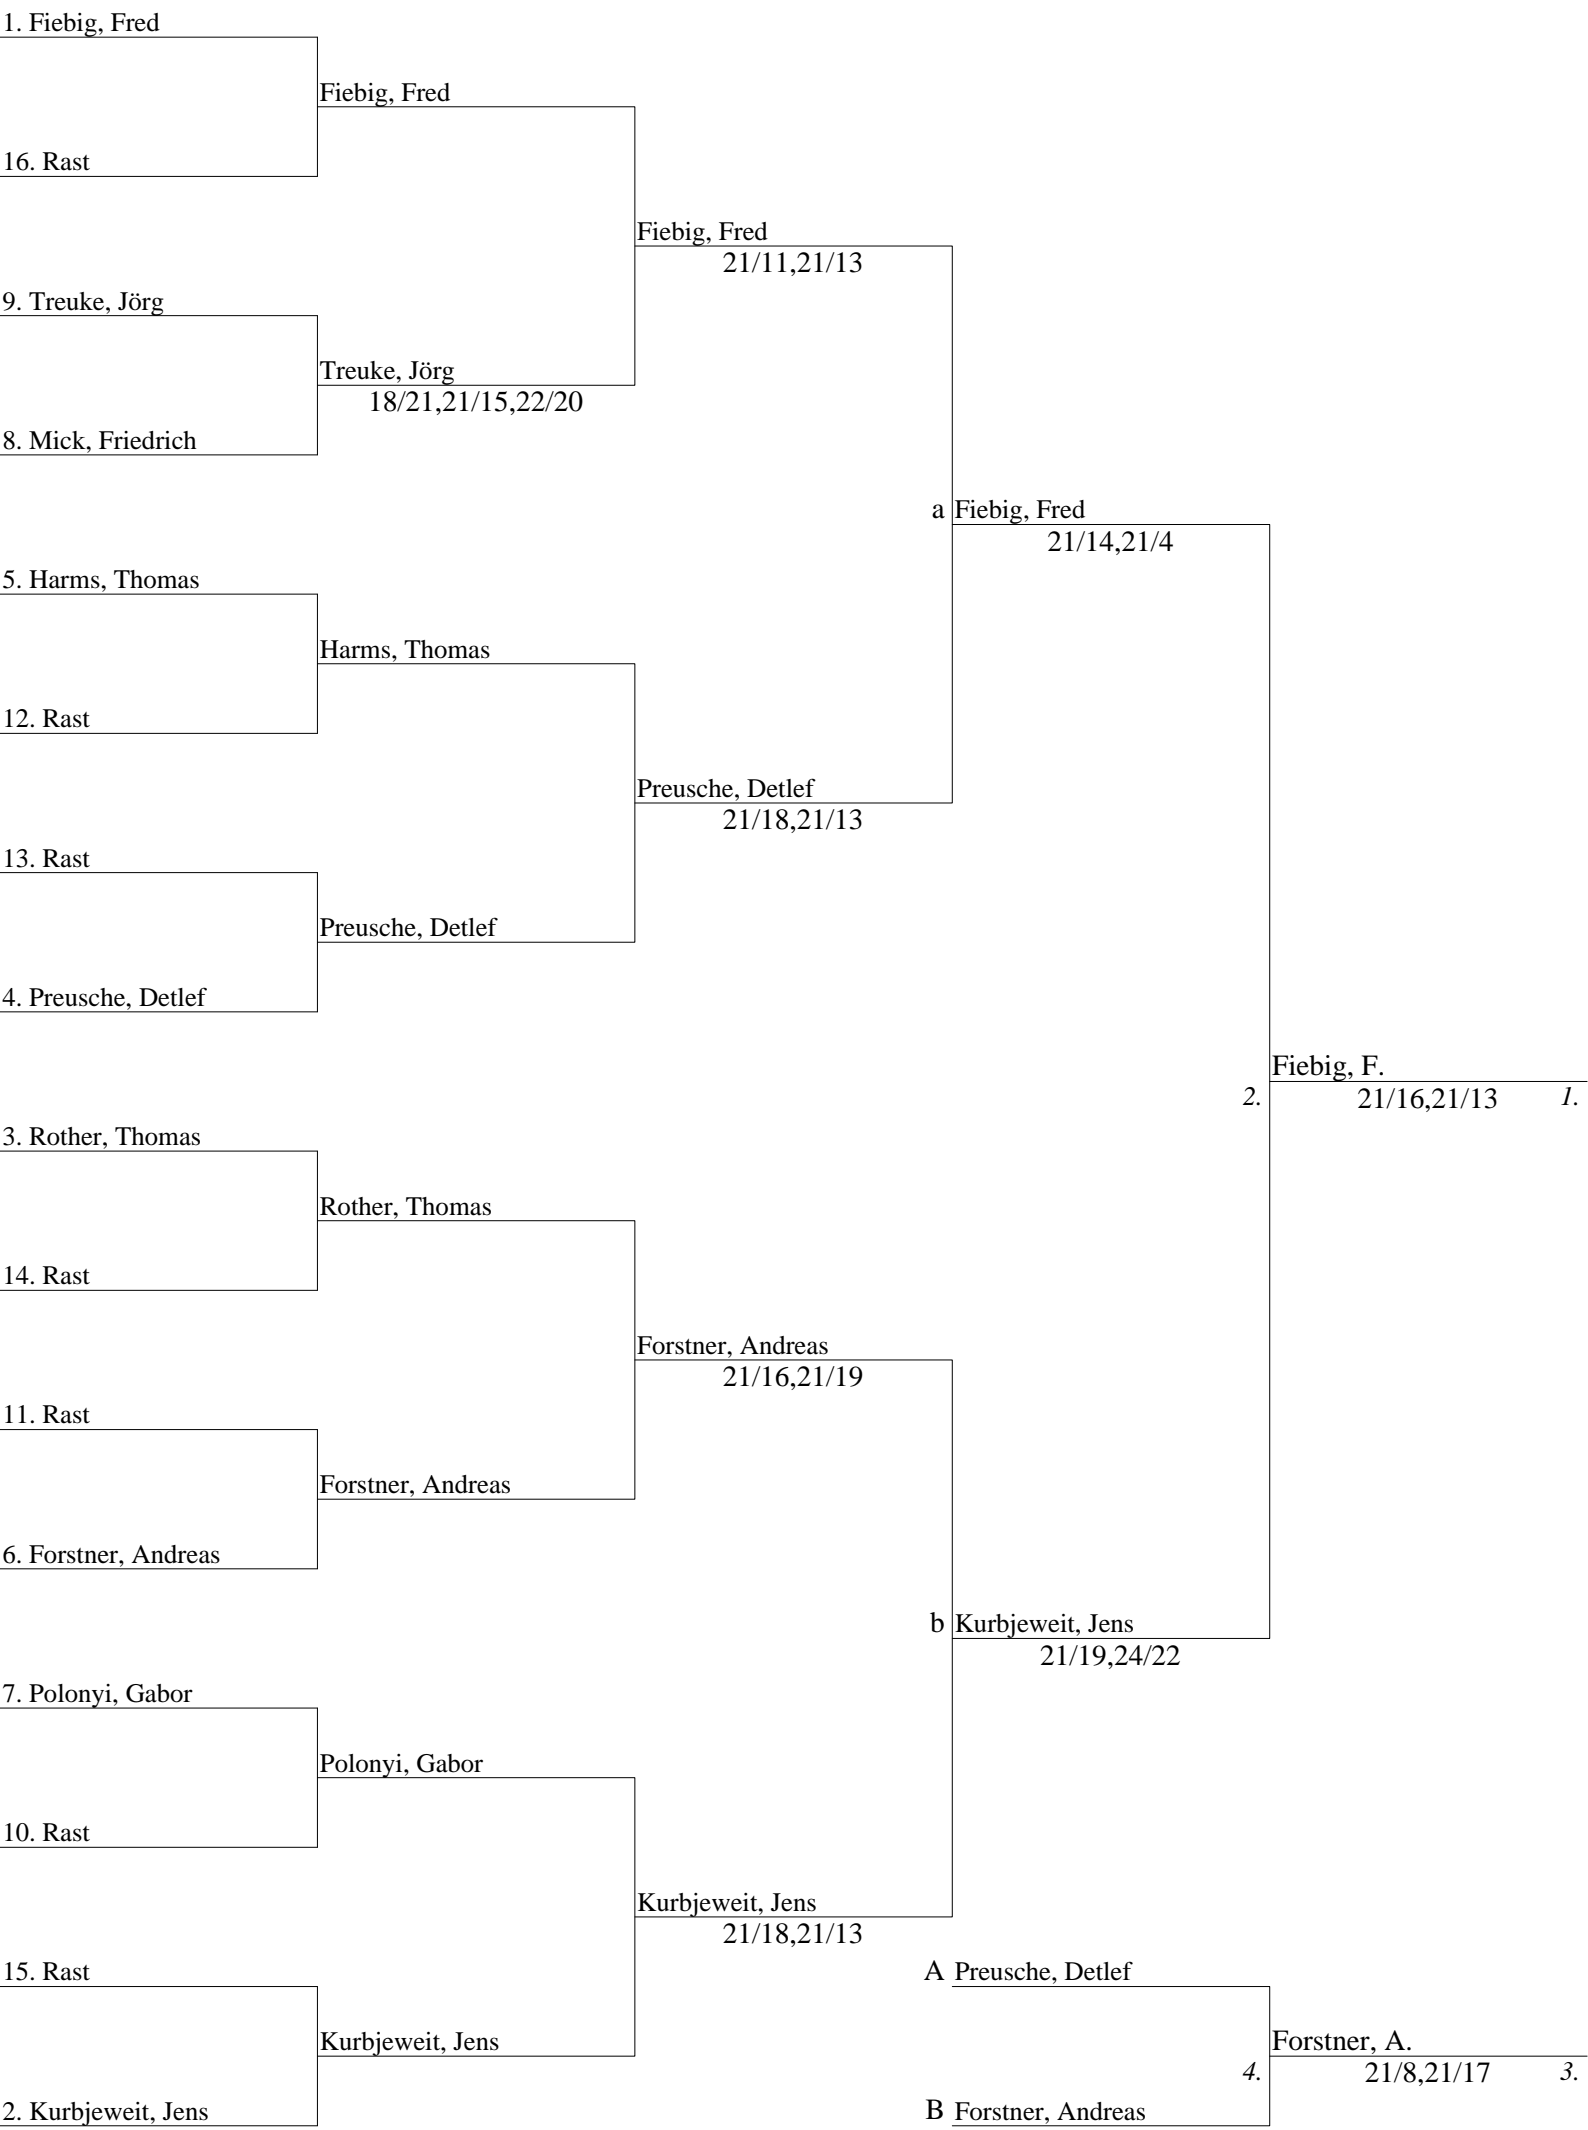 1. Fiebig, Fred
Fiebig, Fred
16. Rast
Fiebig, Fred
21/11,21/13
9. Treuke, Jörg
Treuke, Jörg
18/21,21/15,22/20
8. Mick, Friedrich
a Fiebig, Fred
21/14,21/4
5. Harms, Thomas
Harms, Thomas
12. Rast
Preusche, Detlef
21/18,21/13
13. Rast
Preusche, Detlef
4. Preusche, Detlef
Fiebig, F.
2. 21/16,21/13 1.
3. Rother, Thomas
Rother, Thomas
14. Rast
Forstner, Andreas
21/16,21/19
11. Rast
Forstner, Andreas
6. Forstner, Andreas
b Kurbjeweit, Jens
21/19,24/22
7. Polonyi, Gabor
Polonyi, Gabor
10. Rast
Kurbjeweit, Jens
21/18,21/13
15. Rast
A Preusche, Detlef
Kurbjeweit, Jens
Forstner, A.
4. 21/8,21/17 3.
2. Kurbjeweit, Jens
B Forstner, Andreas